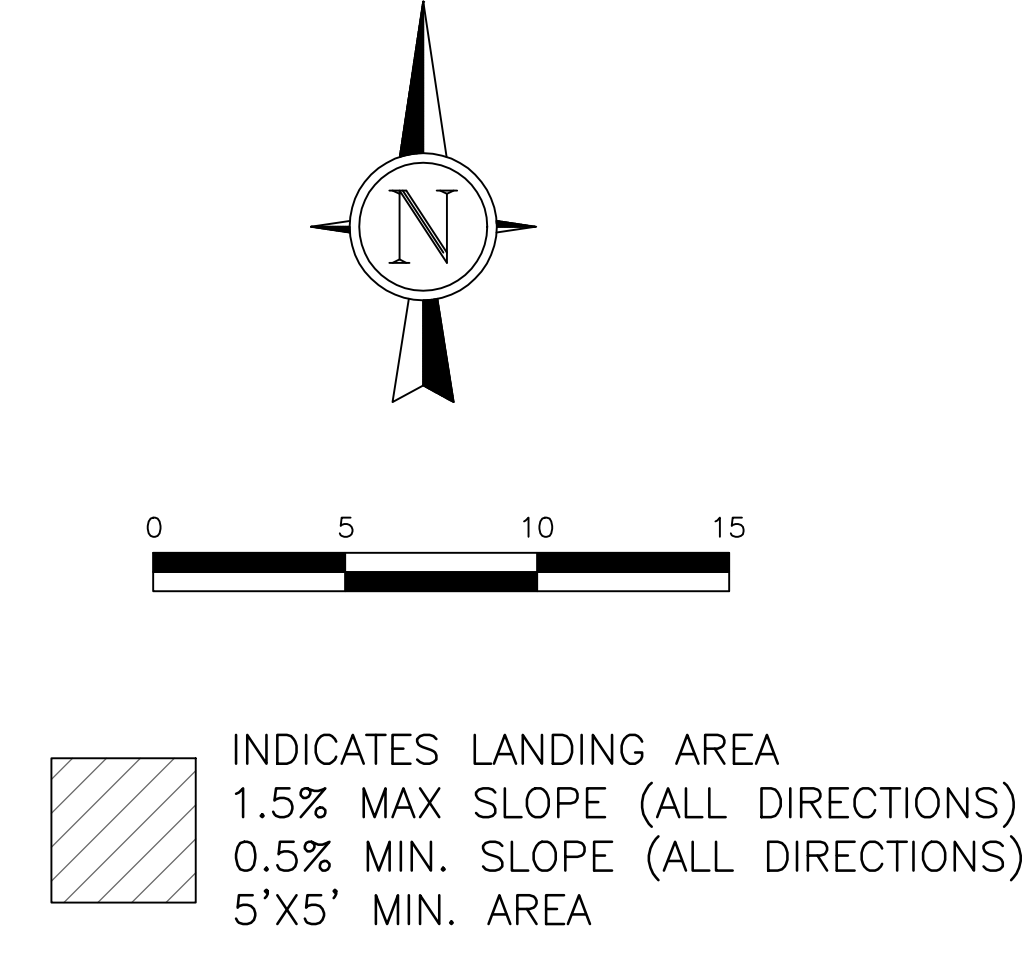 N
0 5 10 15
INDICATES LANDING AREA
1.5% MAX SLOPE (ALL DIRECTIONS)
0.5% MIN. SLOPE (ALL DIRECTIONS)
5'X5' MIN. AREA